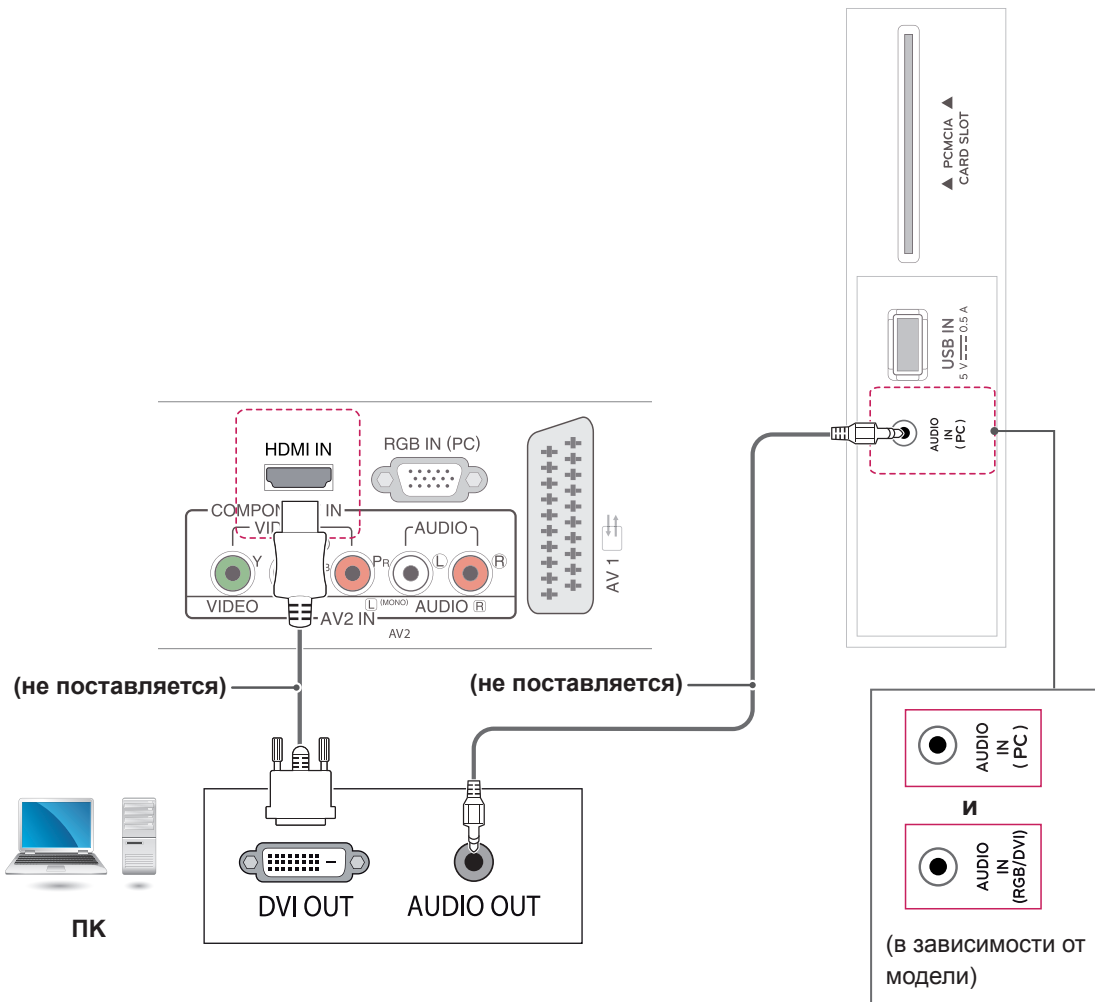 ▲ PCMCIA ▲
CARD SLOT
USB IN
5 V 0.5 A
AUDIO
IN
( PC )
HDMI IN
RGB IN (PC)
IN
AUDIO
Y
PR
L
R
VIDEO
L (MONO) AUDIO R
AV2 IN
AV2
AV 1
(не поставляется)
(не поставляется)
AUDIO
IN
( PC )
и
AUDIO
IN
(RGB/DVI)
(в зависимости от
модели)
DVI OUT
AUDIO OUT
ПК